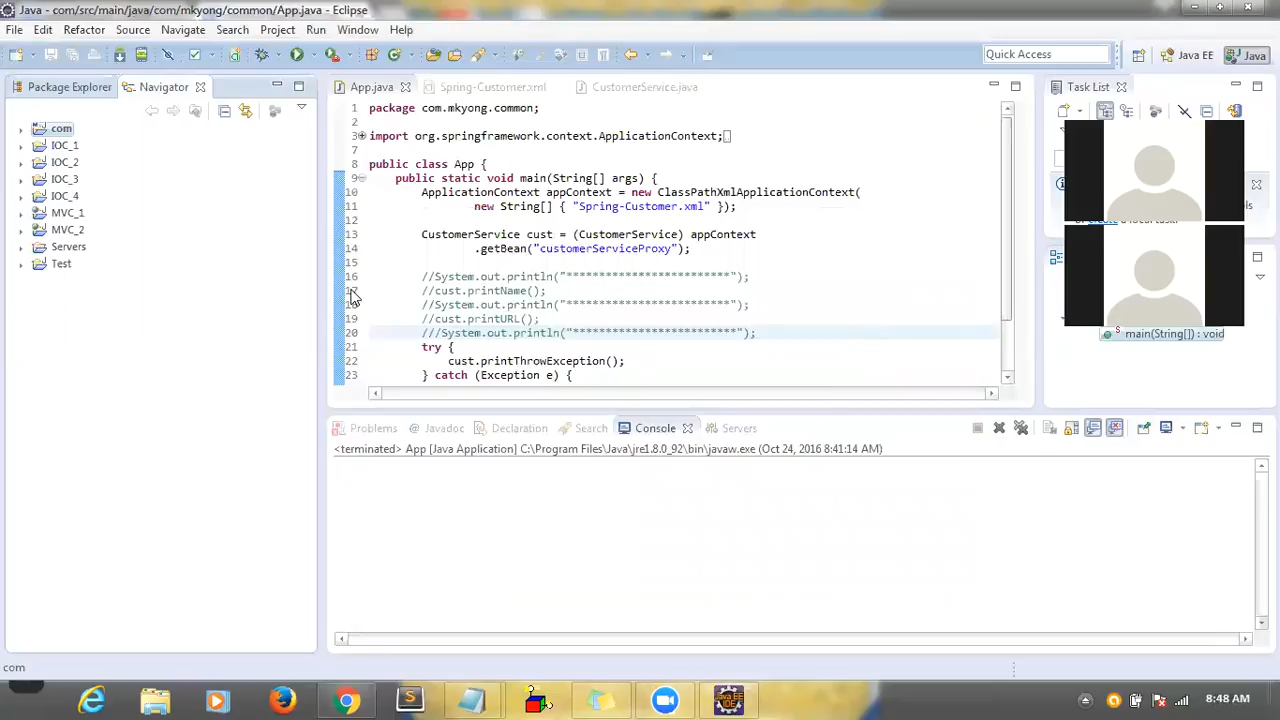 Java - com/src/main/java/com/mkyong/common/App.java - Eclipse
File Edit Refactor Source Navigate Search Project Run Window Help
Quick Access
Java EE
Java
Package Explorer
Navigator
App.java
Spring-Customer.xml
CustomerService.java
Task List
com
IOC_1
IOC_2
IOC_3
IOC_4
MVC_1
MVC_2
Servers
Test
1 package com.mkyong.common;
2
3 import org.springframework.context.ApplicationContext;
7
8 public class App {
9 public static void main(String[] args) {
10 ApplicationContext appContext = new ClassPathXmlApplicationContext(
11 new String[] { "Spring-Customer.xml" });
12
13 CustomerService cust = (CustomerService) appContext
14 .getBean("customerServiceProxy");
15
16 //System.out.println("*************************");
//cust.printName();
//System.out.println("*************************");
19 //cust.printURL();
20 ///System.out.println("*************************");
21 try {
22 cust.printThrowException();
23 } catch (Exception e) {
main(String[]) : void
Problems
Javadoc
Declaration
Search
Console
Servers
<terminated> App [Java Application] C:\Program Files\Java\jre1.8.0_92\bin\javaw.exe (Oct 24, 2016 8:41:14 AM)
com
8:48 AM